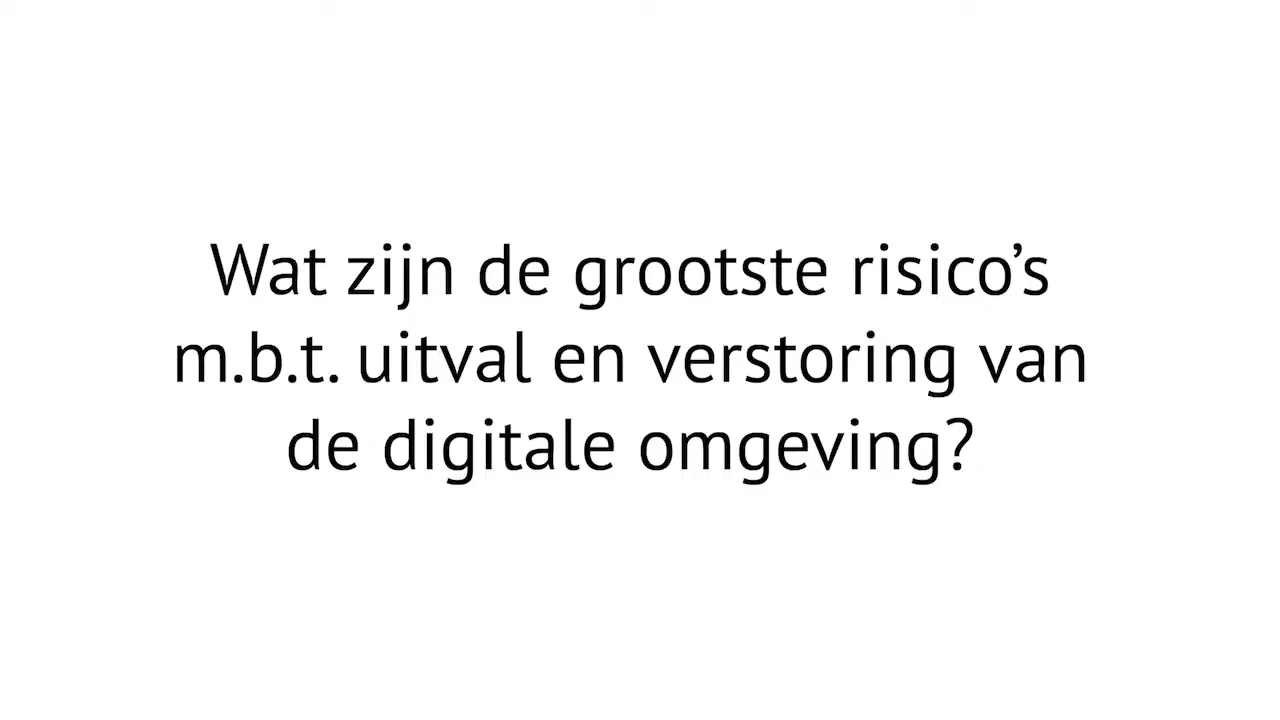 Wat zijn de grootste risico’s
m.b.t. uitval en verstoring van
de digitale omgeving?